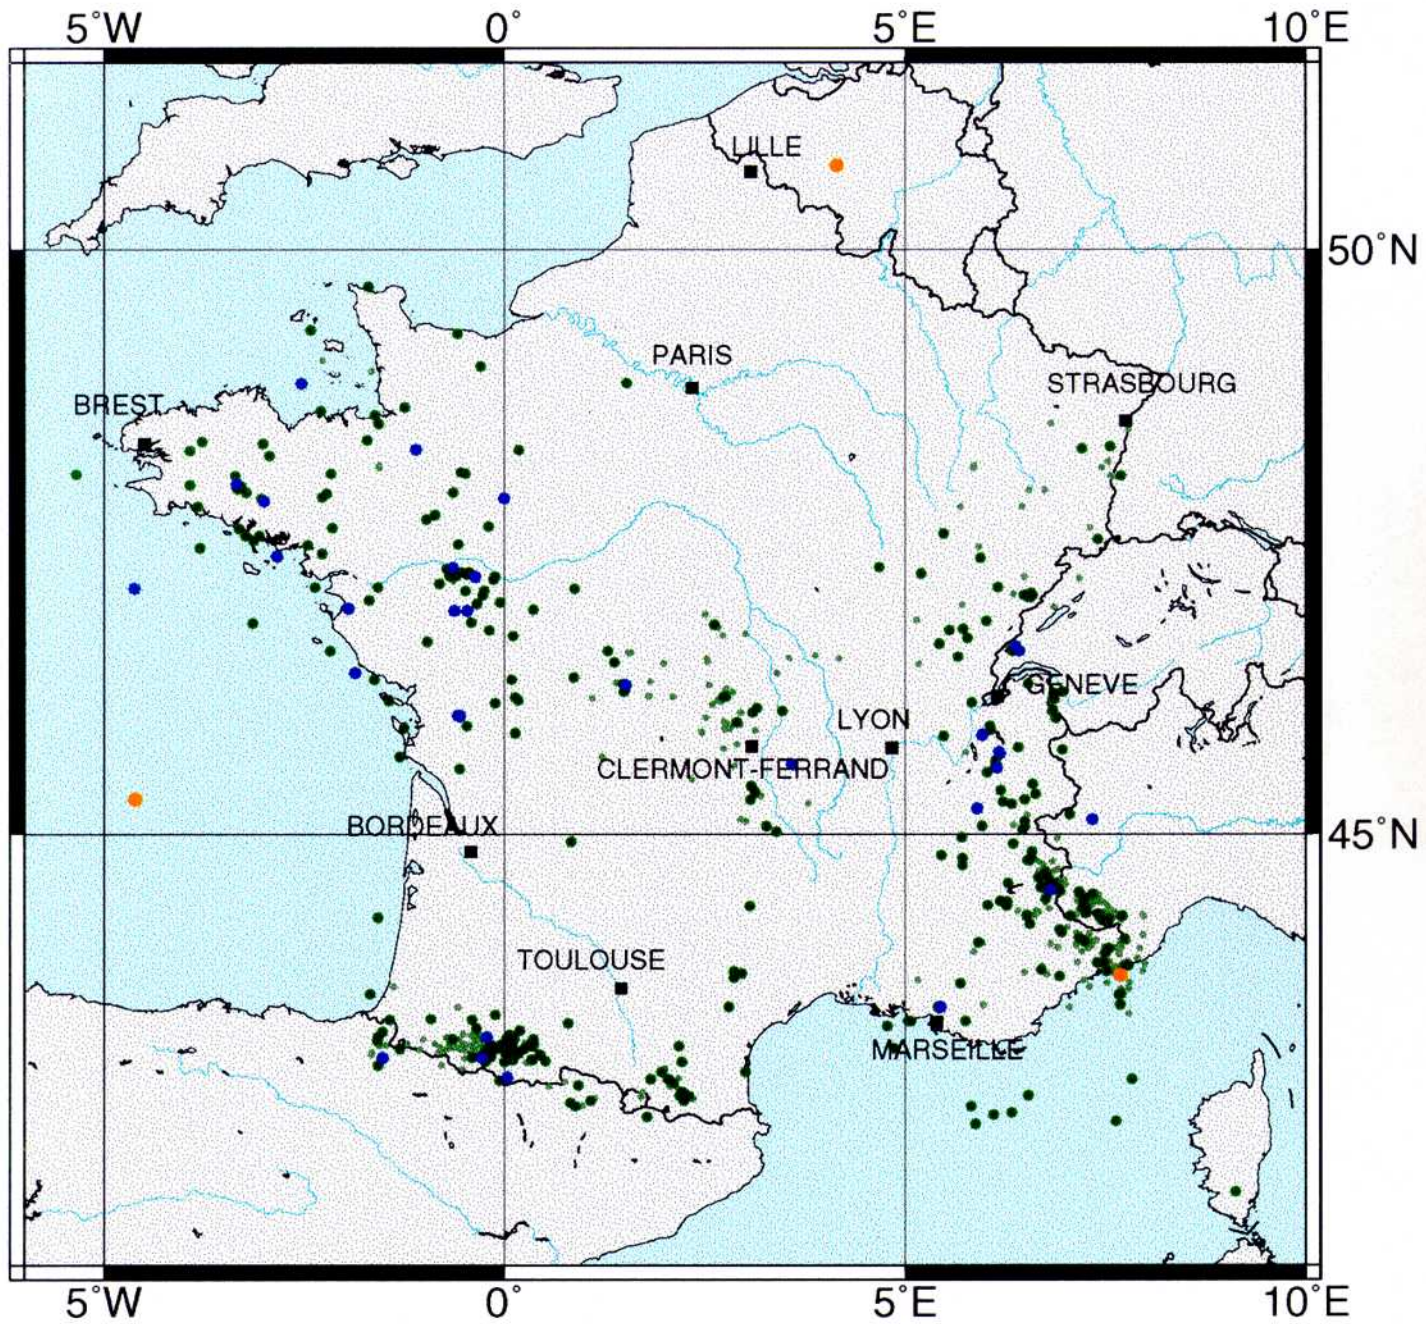 5°W 0° 5°E 10°E
LILLE
50°N
PARIS
STRASBOURG
BREST
GENEVE
LYON
CLERMONT-FERRAND
BORDEAUX
45°N
TOULOUSE
MARSEILLE
5°W 0° 5°E 10°E